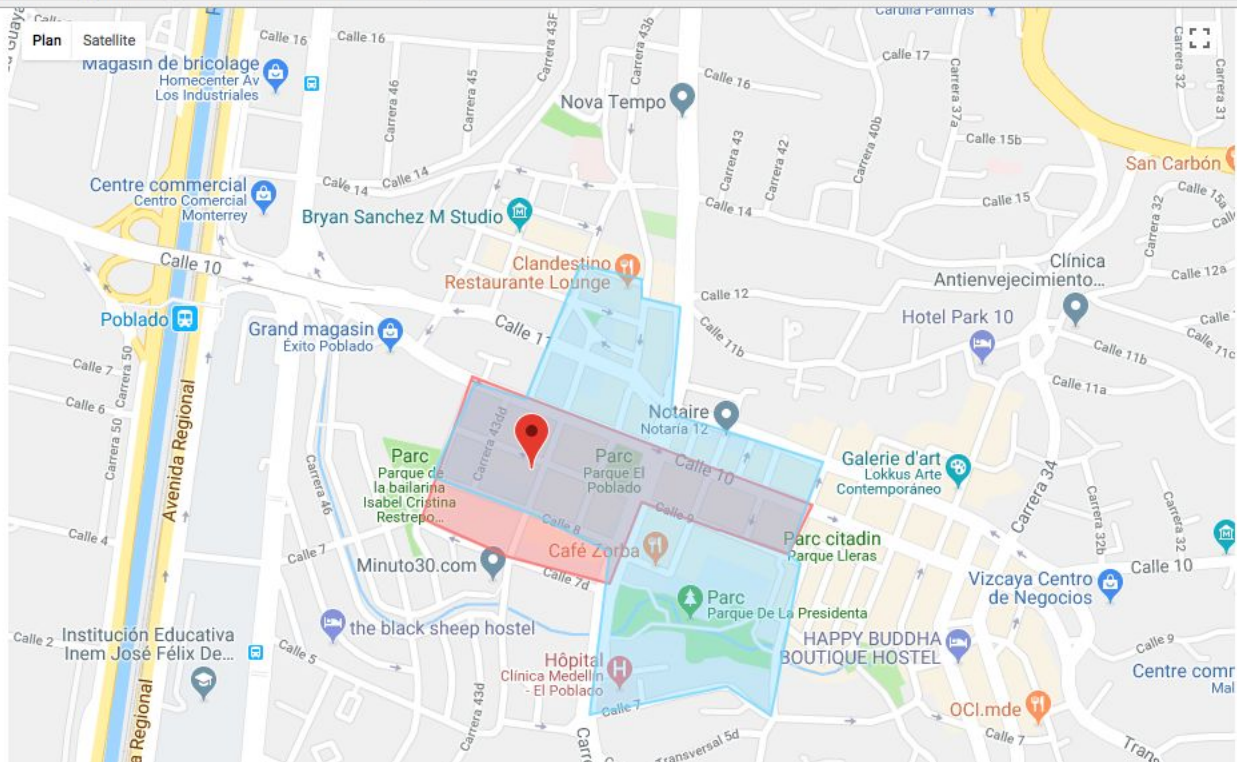 Plan
Satellite
Calle 16
Calle 16
Carrera 43F
Carrera 43b
Carulla Palmas
Calle 17
Carrera 32
Carrera 31
Magasin de bricolage
Homecenter Av
Los Industriales
Carrera 46
Carrera 45
Nova Tempo
Calle 16
Carrera 43
Carrera 42
Carrera 40b
Carrera 37a
Calle 15b
San Carbón
Centre commercial
Centro Comercial
Monterrey
Calle 14
Calle 14
Calle 14
Calle 15
Carrera 32
Calle 15a
Bryan Sanchez M Studio
Calle 10
Clandestino
Restaurante Lounge
Clínica
Antienvejecimiento...
Calle 12a
Calle 12
Poblado
Grand magasin
Éxito Poblado
Calle 11b
Hotel Park 10
Calle 11b
Calle 11c
Calle 7
Carrera 50
Calle 6
Calle 11a
Avenida Regional
Carrera 43dd
Notaire
Notaría 12
Carrera 50
Parc
Parque de
la bailarina
Isabel Cristina
Restrepo...
Parc
Parque El
Poblado
Calle 10
Galerie d'art
Lokkus Arte
Contemporáneo
Carrera 34
Carrera 46
Calle 8
Calle 9
Calle 4
Calle 7
Café Zorba
Parc citadin
Parque Lleras
Carrera 32b
Carrera 32
Minuto30.com
Calle 7d
Calle 10
Vizcaya Centro
de Negocios
Parc
Parque De La Presidenta
Calle 2
Institución Educativa
Inem José Félix De...
the black sheep hostel
Calle 5
HAPPY BUDDHA
BOUTIQUE HOSTEL
Calle 9
Hôpital
Clínica Medellín
- El Poblado
Carrera 43d
Calle 7
OCI.mde
Calle 7
Transversal 5d